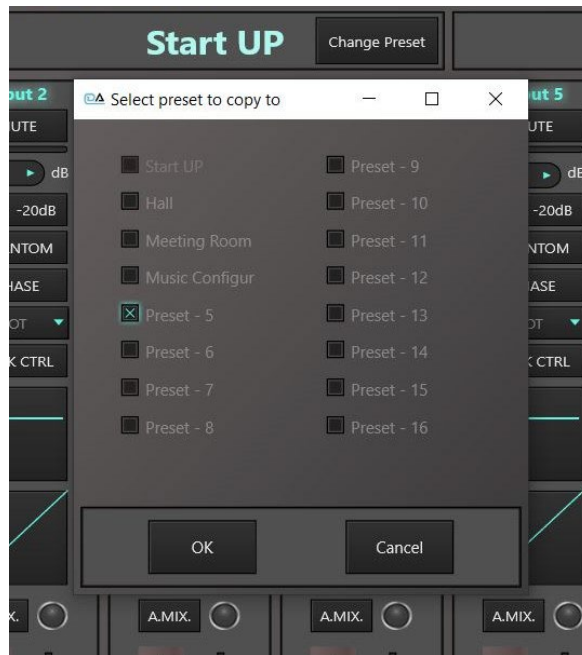 Start UP
Change Preset
put 2
Select preset to copy to
ut 5
UTE
UTE
dB
dB
-20dB
-20dB
NTOM
NTOM
HASE
ASE
OT
OT
K CTRL
K CTRL
Start UP
Hall
Meeting Room
Music Configur
Preset - 5
Preset - 6
Preset - 7
Preset - 8
Preset - 9
Preset - 10
Preset - 11
Preset - 12
Preset - 13
Preset - 14
Preset - 15
Preset - 16
OK
Cancel
X.
A.MIX.
A.MIX.
A.MIX.